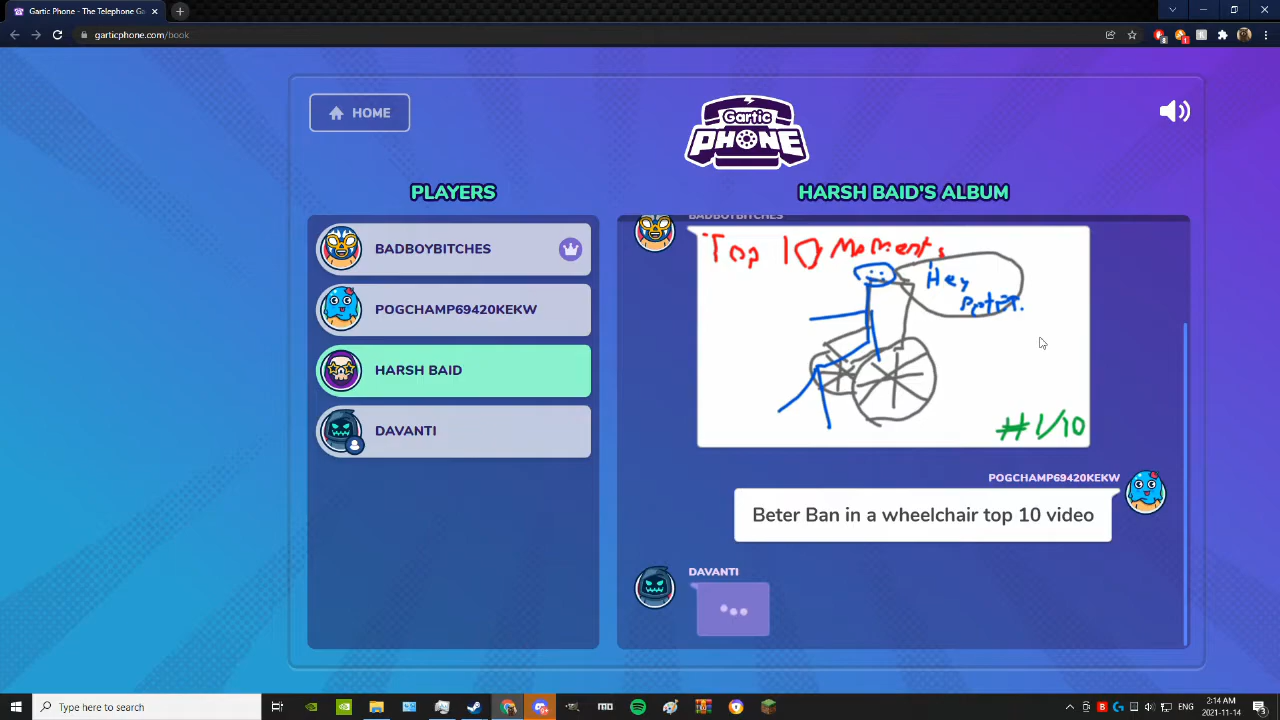 Gartic Phone - The Telephone Ga
garticphone.com/book
HOME
Gartic
PHONE
PLAYERS
HARSH BAID'S ALBUM
BADBOYBITCHES
POGCHAMP69420KEKW
HARSH BAID
DAVANTI
BADBOYBITCHES
Top 10 Moments
Hey
Peter.
#1/10
POGCHAMP69420KEKW
Beter Ban in a wheelchair top 10 video
DAVANTI
Type here to search
ENG
2:14 AM
2021-11-14